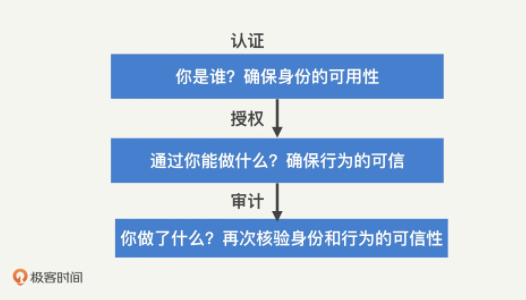 认证
你是谁？确保身份的可用性
授权
通过你能做什么？确保行为的可信
审计
你做了什么？再次核验身份和行为的可信性
极客时间